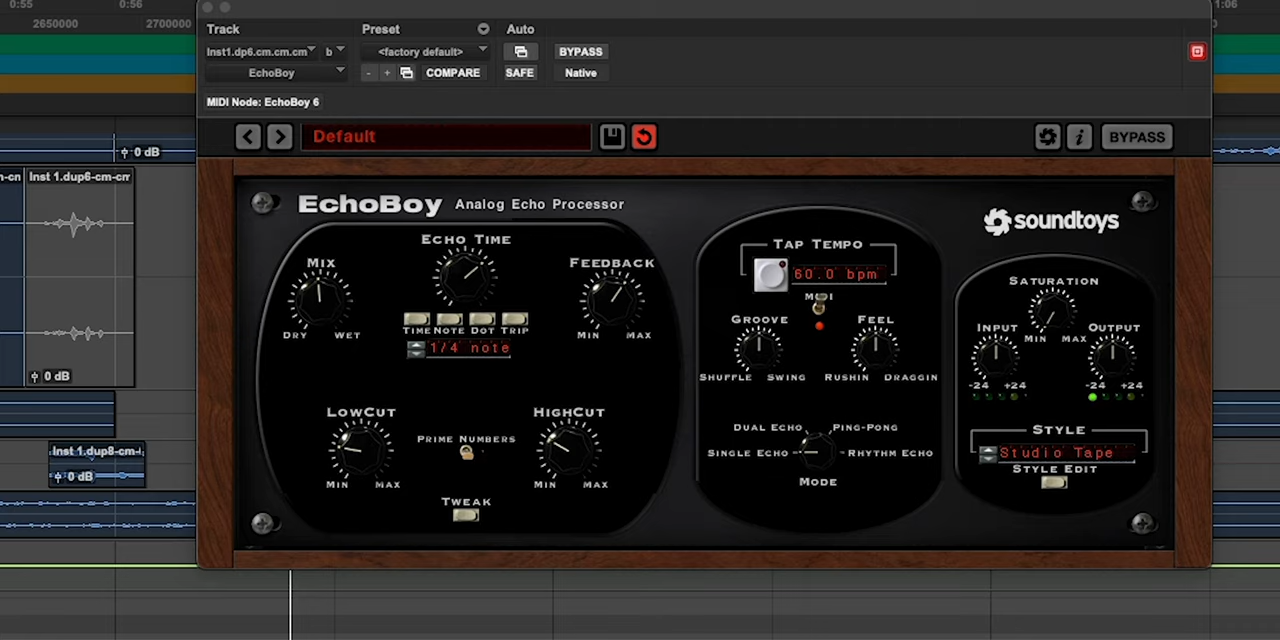 0:55
0:56
1:06
2650000
2700000
Track
Preset
Auto
Inst1.dp6.cm.cm.cm
b
<factory default>
BYPASS
EchoBoy
- +
COMPARE
SAFE
Native
MIDI Node: EchoBoy 6
Default
i
BYPASS
0 dB
Inst 1.dup6-cm-cm
0 dB
Inst 1.dup8-cm-
0 dB
EchoBoy Analog Echo Processor
soundtoys
MIX
DRY WET
ECHO TIME
TIME NOTE DOT TRIP
1/4 note
FEEDBACK
MIN MAX
LOWCUT
MIN MAX
PRIME NUMBERS
HIGHCUT
MIN MAX
TWEAK
TAP TEMPO
60.0 bpm
MIDI
GROOVE
SHUFFLE SWING
FEEL
RUSHIN DRAGGIN
DUAL ECHO
PING-PONG
SINGLE ECHO
RHYTHM ECHO
MODE
SATURATION
MIN MAX
INPUT
-24 +24
OUTPUT
-24 +24
STYLE
Studio Tape
STYLE EDIT